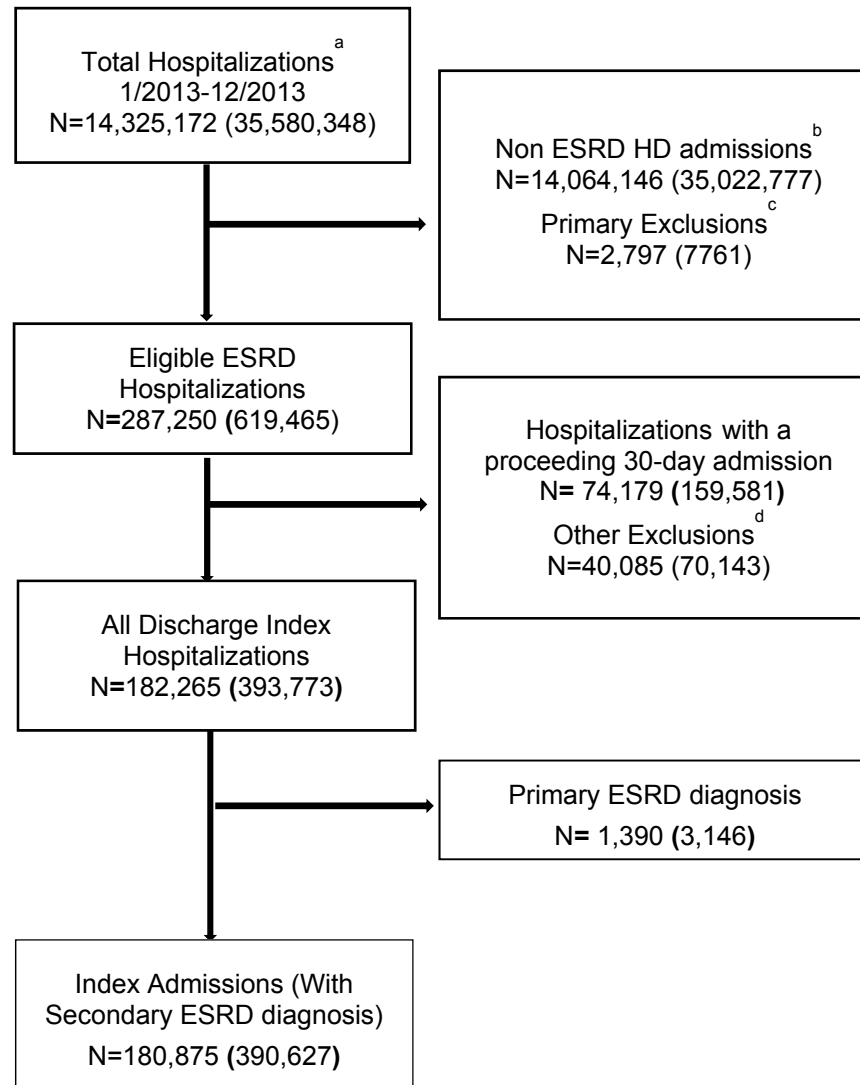 Total Hospitalizations a
1/2013-12/2013
N=14,325,172 (35,580,348)
Non ESRD HD admissions b
N=14,064,146 (35,022,777)
Primary Exclusions c
N=2,797 (7761)
Eligible ESRD
Hospitalizations
N=287,250 (619,465)
Hospitalizations with a
proceeding 30-day admission
N= 74,179 (159,581)
Other Exclusions d
N=40,085 (70,143)
All Discharge Index
Hospitalizations
N=182,265 (393,773)
Primary ESRD diagnosis
N= 1,390 (3,146)
Index Admissions (With
Secondary ESRD diagnosis)
N=180,875 (390,627)